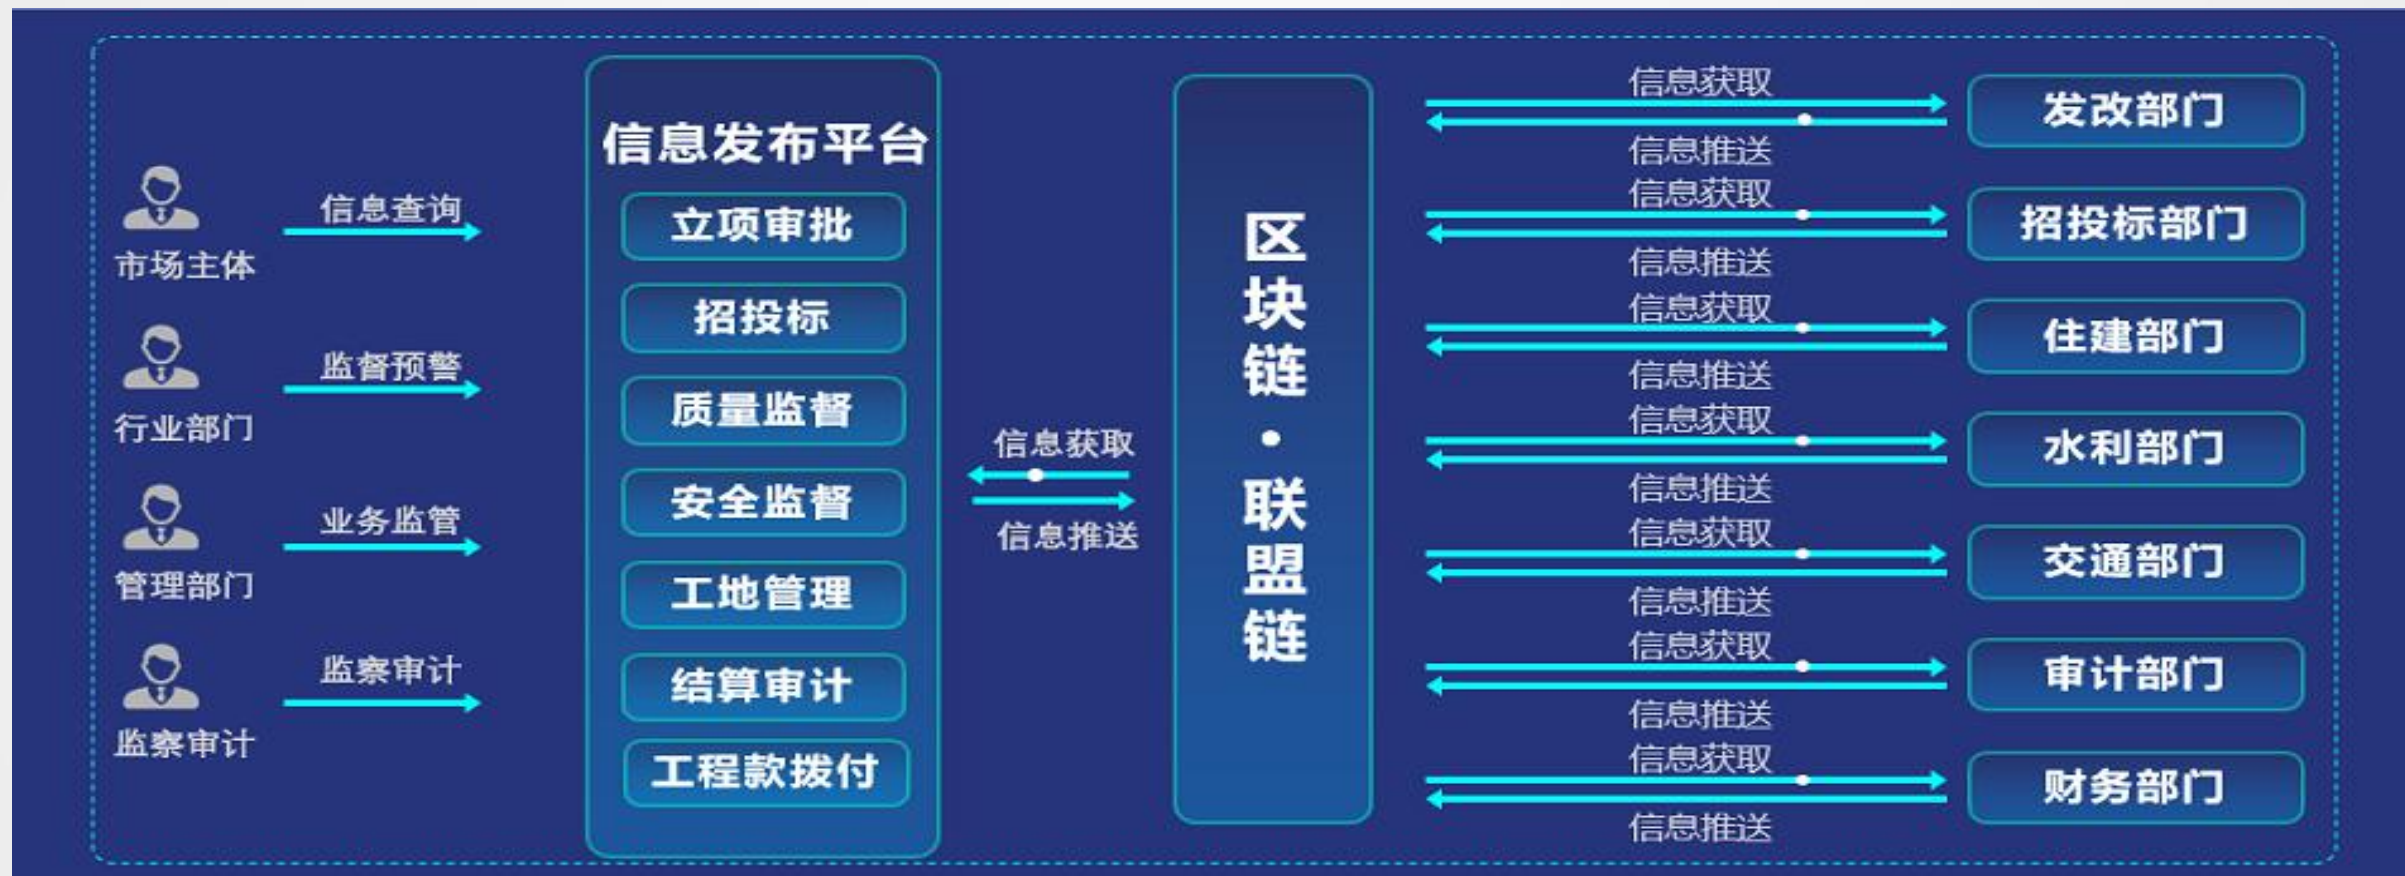 市场主体
信息查询
行业部门
监督预警
管理部门
业务监管
监察审计
监察审计
信息发布平台
立项审批
招投标
质量监督
安全监督
工地管理
结算审计
工程款拨付
信息获取
信息推送
区块链·联盟链
信息获取
信息推送
发改部门
信息获取
信息推送
招投标部门
信息获取
信息推送
住建部门
信息获取
信息推送
水利部门
信息获取
信息推送
交通部门
信息获取
信息推送
审计部门
信息获取
信息推送
财务部门